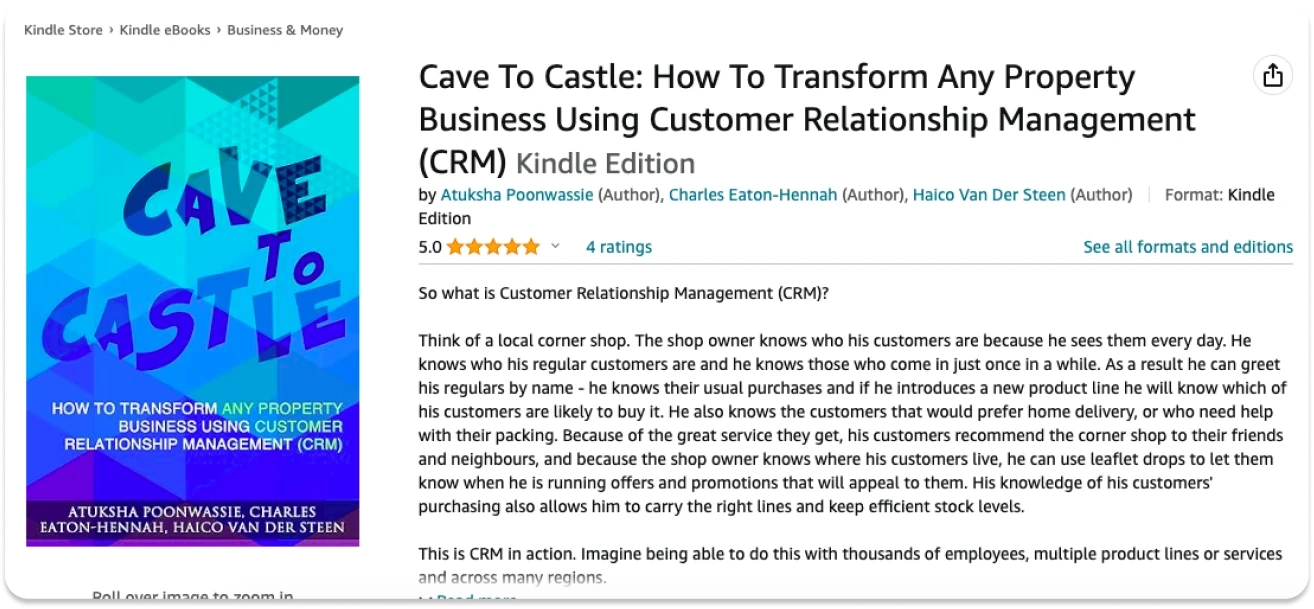 Kindle Store › Kindle eBooks › Business & Money
CAVE
TO
CASTLE
HOW TO TRANSFORM ANY PROPERTY
BUSINESS USING CUSTOMER
RELATIONSHIP MANAGEMENT (CRM)
ATUKSHA POONWASSIE, CHARLES
EATON-HENNAH, HAICO VAN DER STEEN
Roll over image to zoom in
Cave To Castle: How To Transform Any Property
Business Using Customer Relationship Management
(CRM) Kindle Edition
by Atuksha Poonwassie (Author), Charles Eaton-Hennah (Author), Haico Van Der Steen (Author) | Format: Kindle
Edition
5.0 4 ratings See all formats and editions
So what is Customer Relationship Management (CRM)?
Think of a local corner shop. The shop owner knows who his customers are because he sees them every day. He
knows who his regular customers are and he knows those who come in just once in a while. As a result he can greet
his regulars by name - he knows their usual purchases and if he introduces a new product line he will know which of
his customers are likely to buy it. He also knows the customers that would prefer home delivery, or who need help
with their packing. Because of the great service they get, his customers recommend the corner shop to their friends
and neighbours, and because the shop owner knows where his customers live, he can use leaflet drops to let them
know when he is running offers and promotions that will appeal to them. His knowledge of his customers'
purchasing also allows him to carry the right lines and keep efficient stock levels.
This is CRM in action. Imagine being able to do this with thousands of employees, multiple product lines or services
and across many regions.
Read more